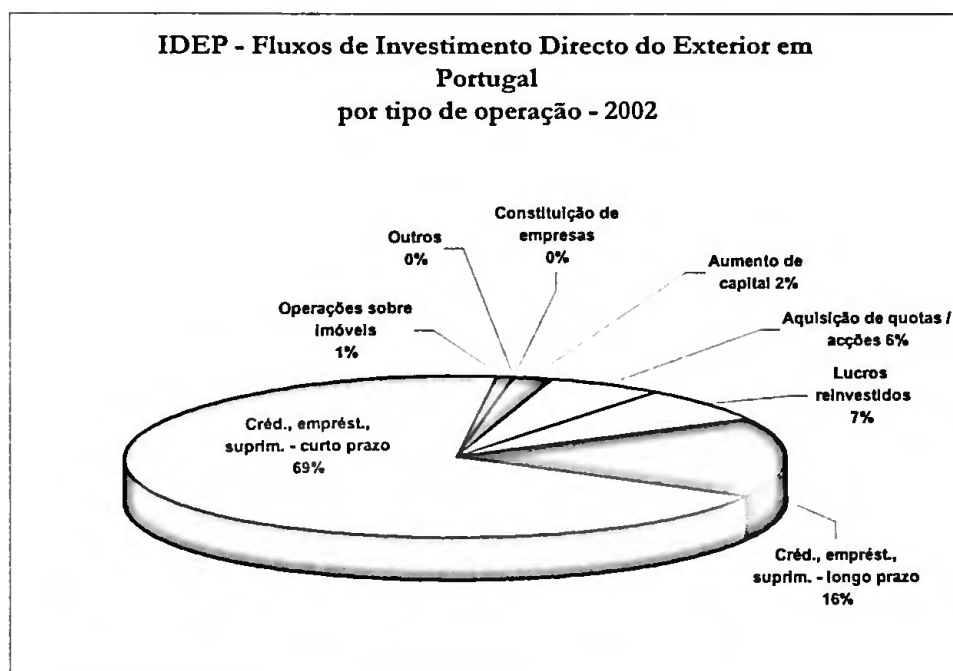 IDEP - Fluxos de Investimento Directo do Exterior em
Portugal
por tipo de operação - 2002
Constituição de
empresas
0%
Outros
0%
Aumento de
capital 2%
Operações sobre
imóveis
1%
Aquisição de quotas /
acções 6%
Lucros
reinvestidos
7%
Créd., emprést.,
suprim. - curto prazo
69%
Créd., emprést.,
suprim. - longo prazo
16%